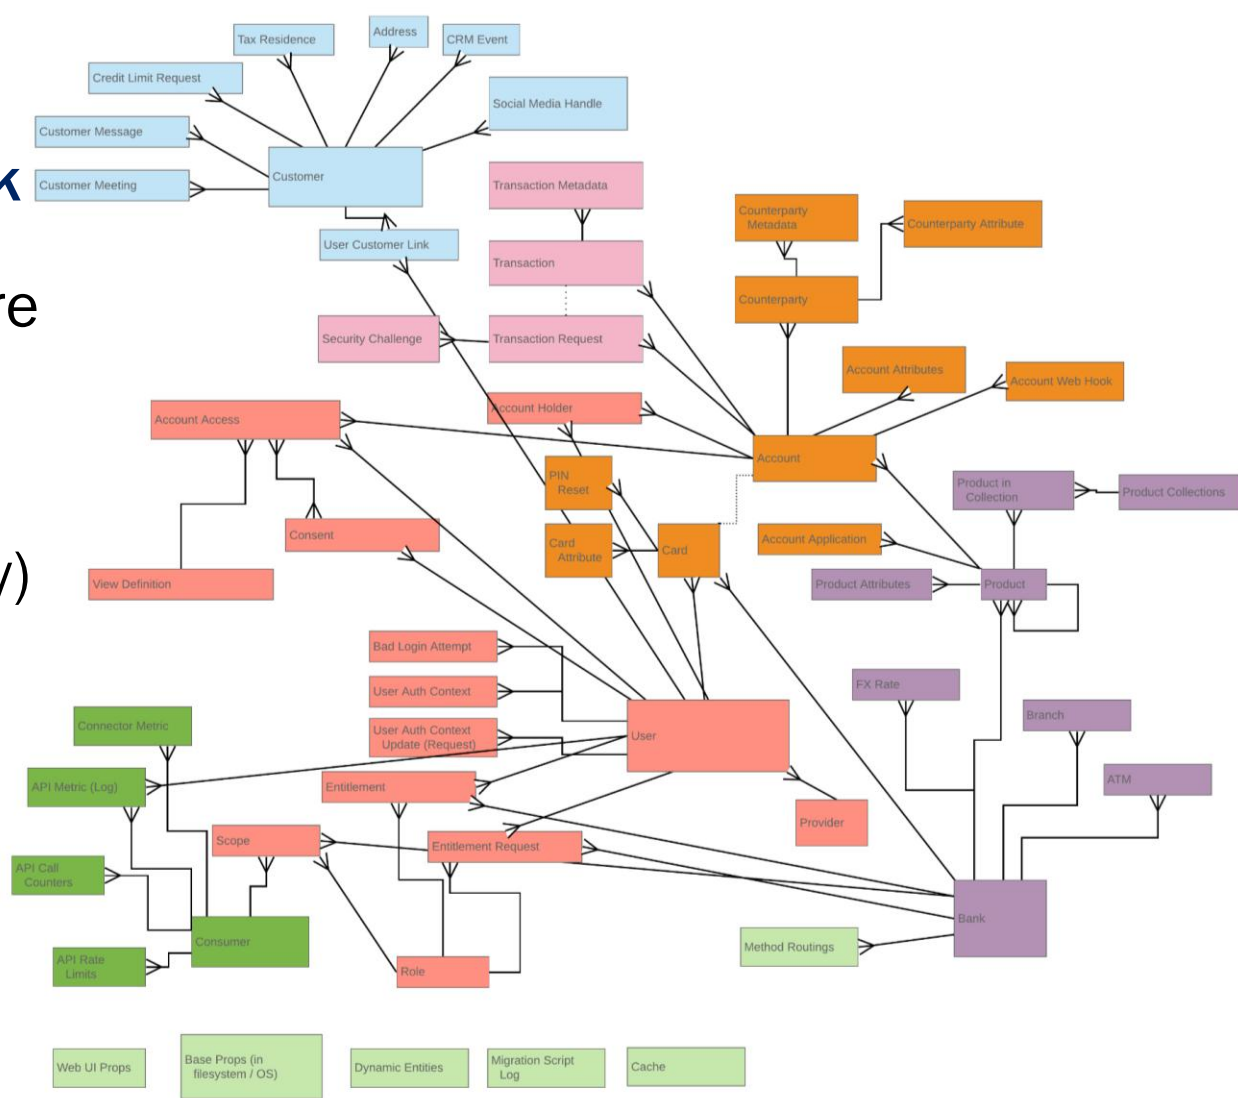 Tax Residence
Address
CRM Event
Credit Limit Request
Social Media Handle
Customer Message
Customer
Customer Meeting
k
Transaction Metadata
Counterparty
Metadata
Counterparty Attribute
User Customer Link
Transaction
Counterparty
re
Security Challenge
Transaction Request
Account Attributes
Account Web Hook
Account Access
Account Holder
Account
PIN
Reset
Product in
Collection
Product Collections
Consent
Card
Attribute
Card
Account Application
y)
View Definition
Product Attributes
Product
Bad Login Attempt
User Auth Context
FX Rate
Branch
Connector Metric
User Auth Context
Update (Request)
User
API Metric (Log)
Entitlement
ATM
Provider
Scope
Entitlement Request
API Call
Counters
Bank
Consumer
Method Routings
API Rate
Limits
Role
Web UI Props
Base Props (in
filesystem / OS)
Dynamic Entities
Migration Script
Log
Cache